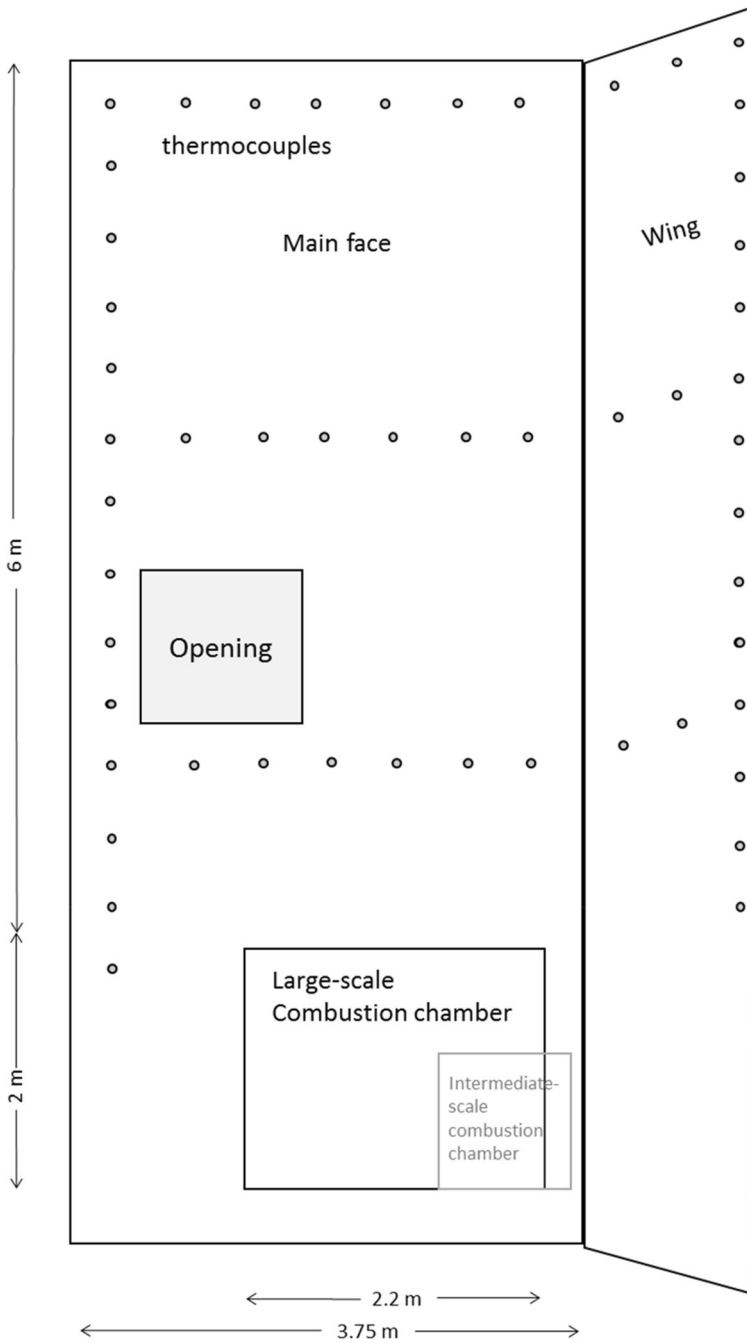 thermocouples
Main face
Wing
6 m
Opening
Large-scale
Combustion chamber
2 m
Intermediate-
scale
combustion
chamber
2.2 m
3.75 m